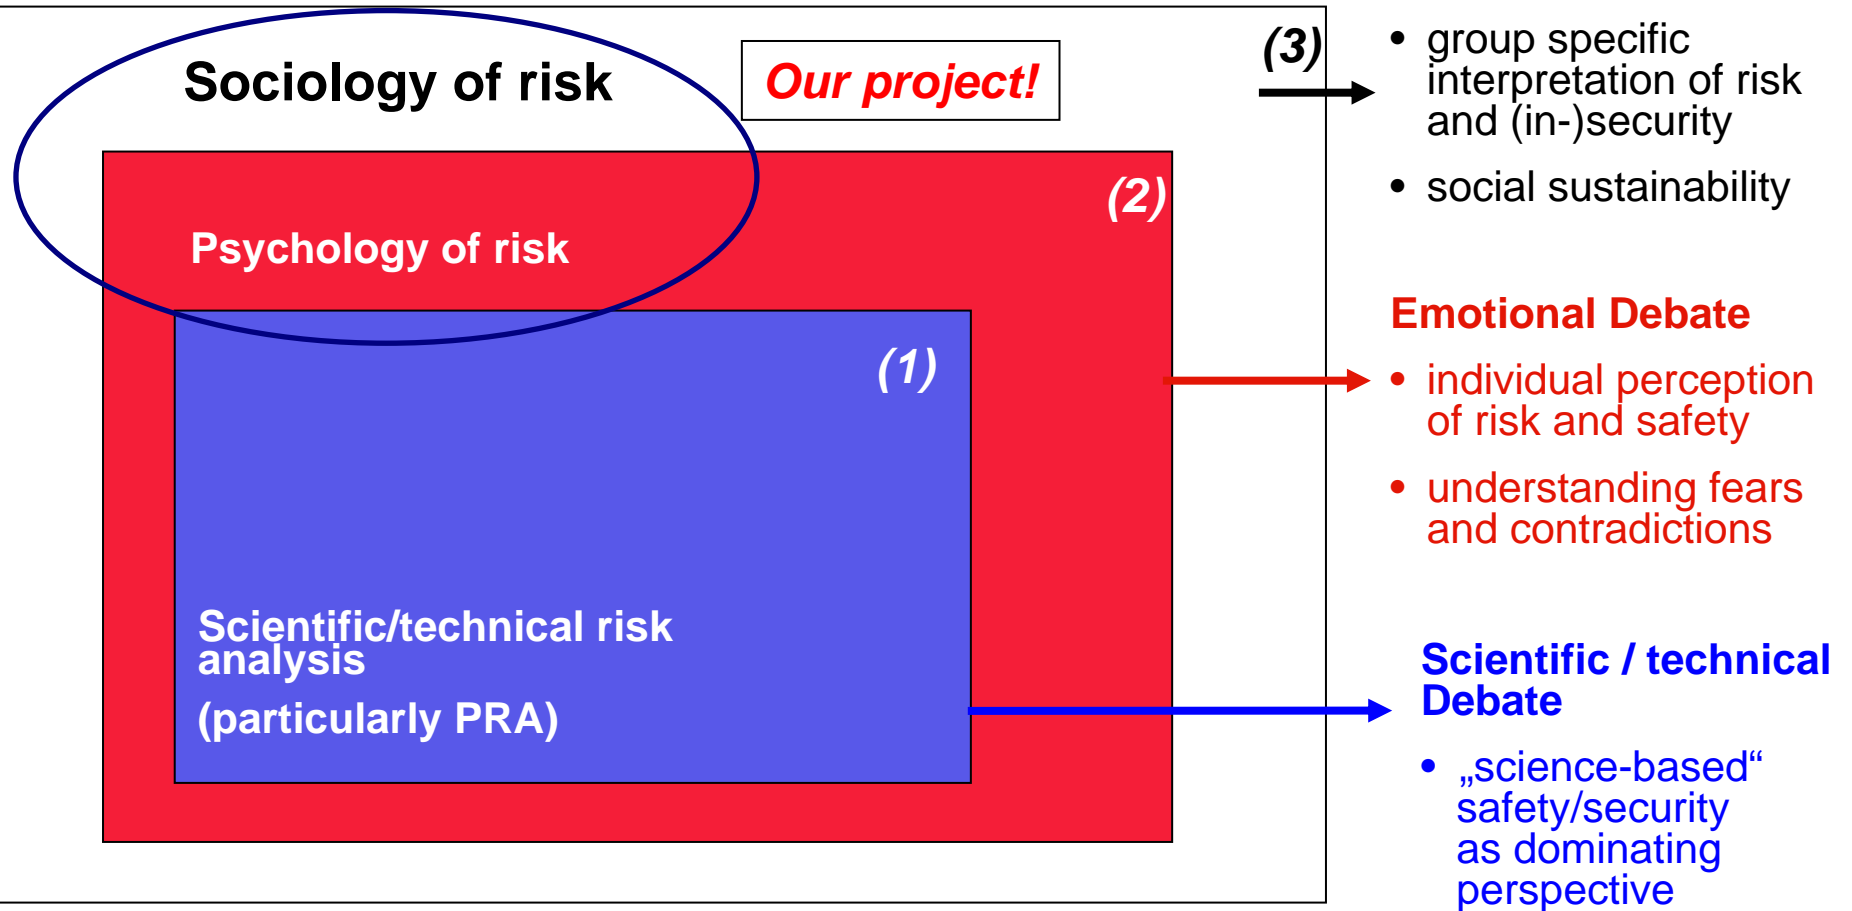 Sociology of risk
Our project!
(3)
(2)
Psychology of risk
(1)
Scientific/technical risk
analysis
(particularly PRA)
• group specific
interpretation of risk
and (in-)security
• social sustainability
Emotional Debate
• individual perception
of risk and safety
• understanding fears
and contradictions
Scientific / technical
Debate
• „science-based“
safety/security
as dominating
perspective